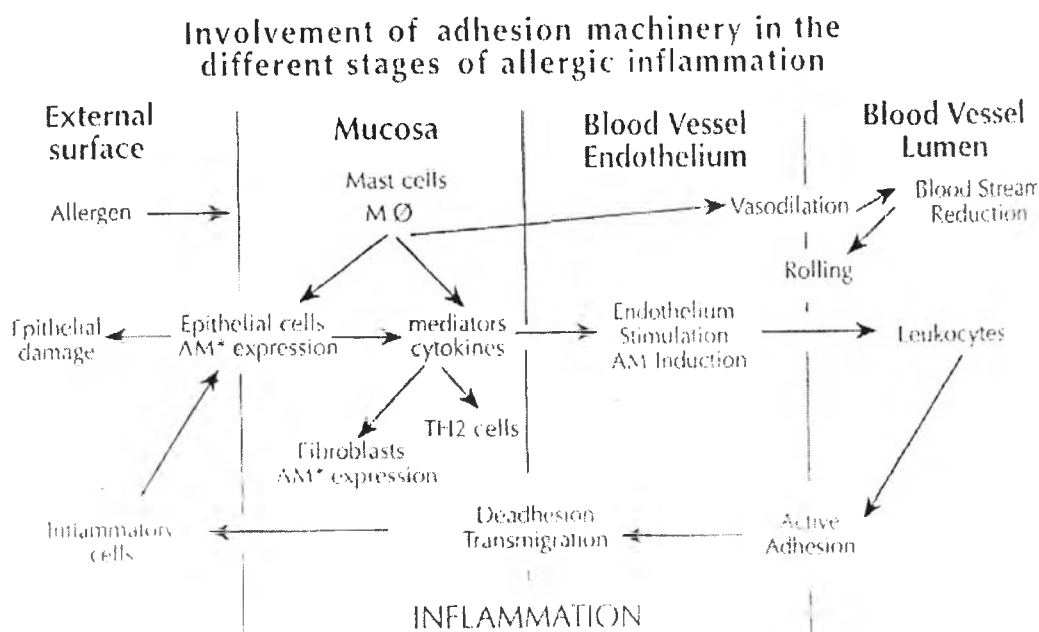 Involvement of adhesion machinery in the
different stages of allergic inflammation
External
surface
Mucosa
Blood Vessel
Endothelium
Blood Vessel
Lumen
Mast cells
M Ø
Allergen
Vasodilation
Blood Stream
Reduction
Rolling
Epithelial
damage
Epithelial cells
AM* expression
mediators
cytokines
Endothelium
Stimulation
AM Induction
Leukocytes
TH2 cells
Fibroblasts
AM* expression
Inflammatory
cells
Deadhesion
Transmigration
Active
Adhesion
INFLAMMATION